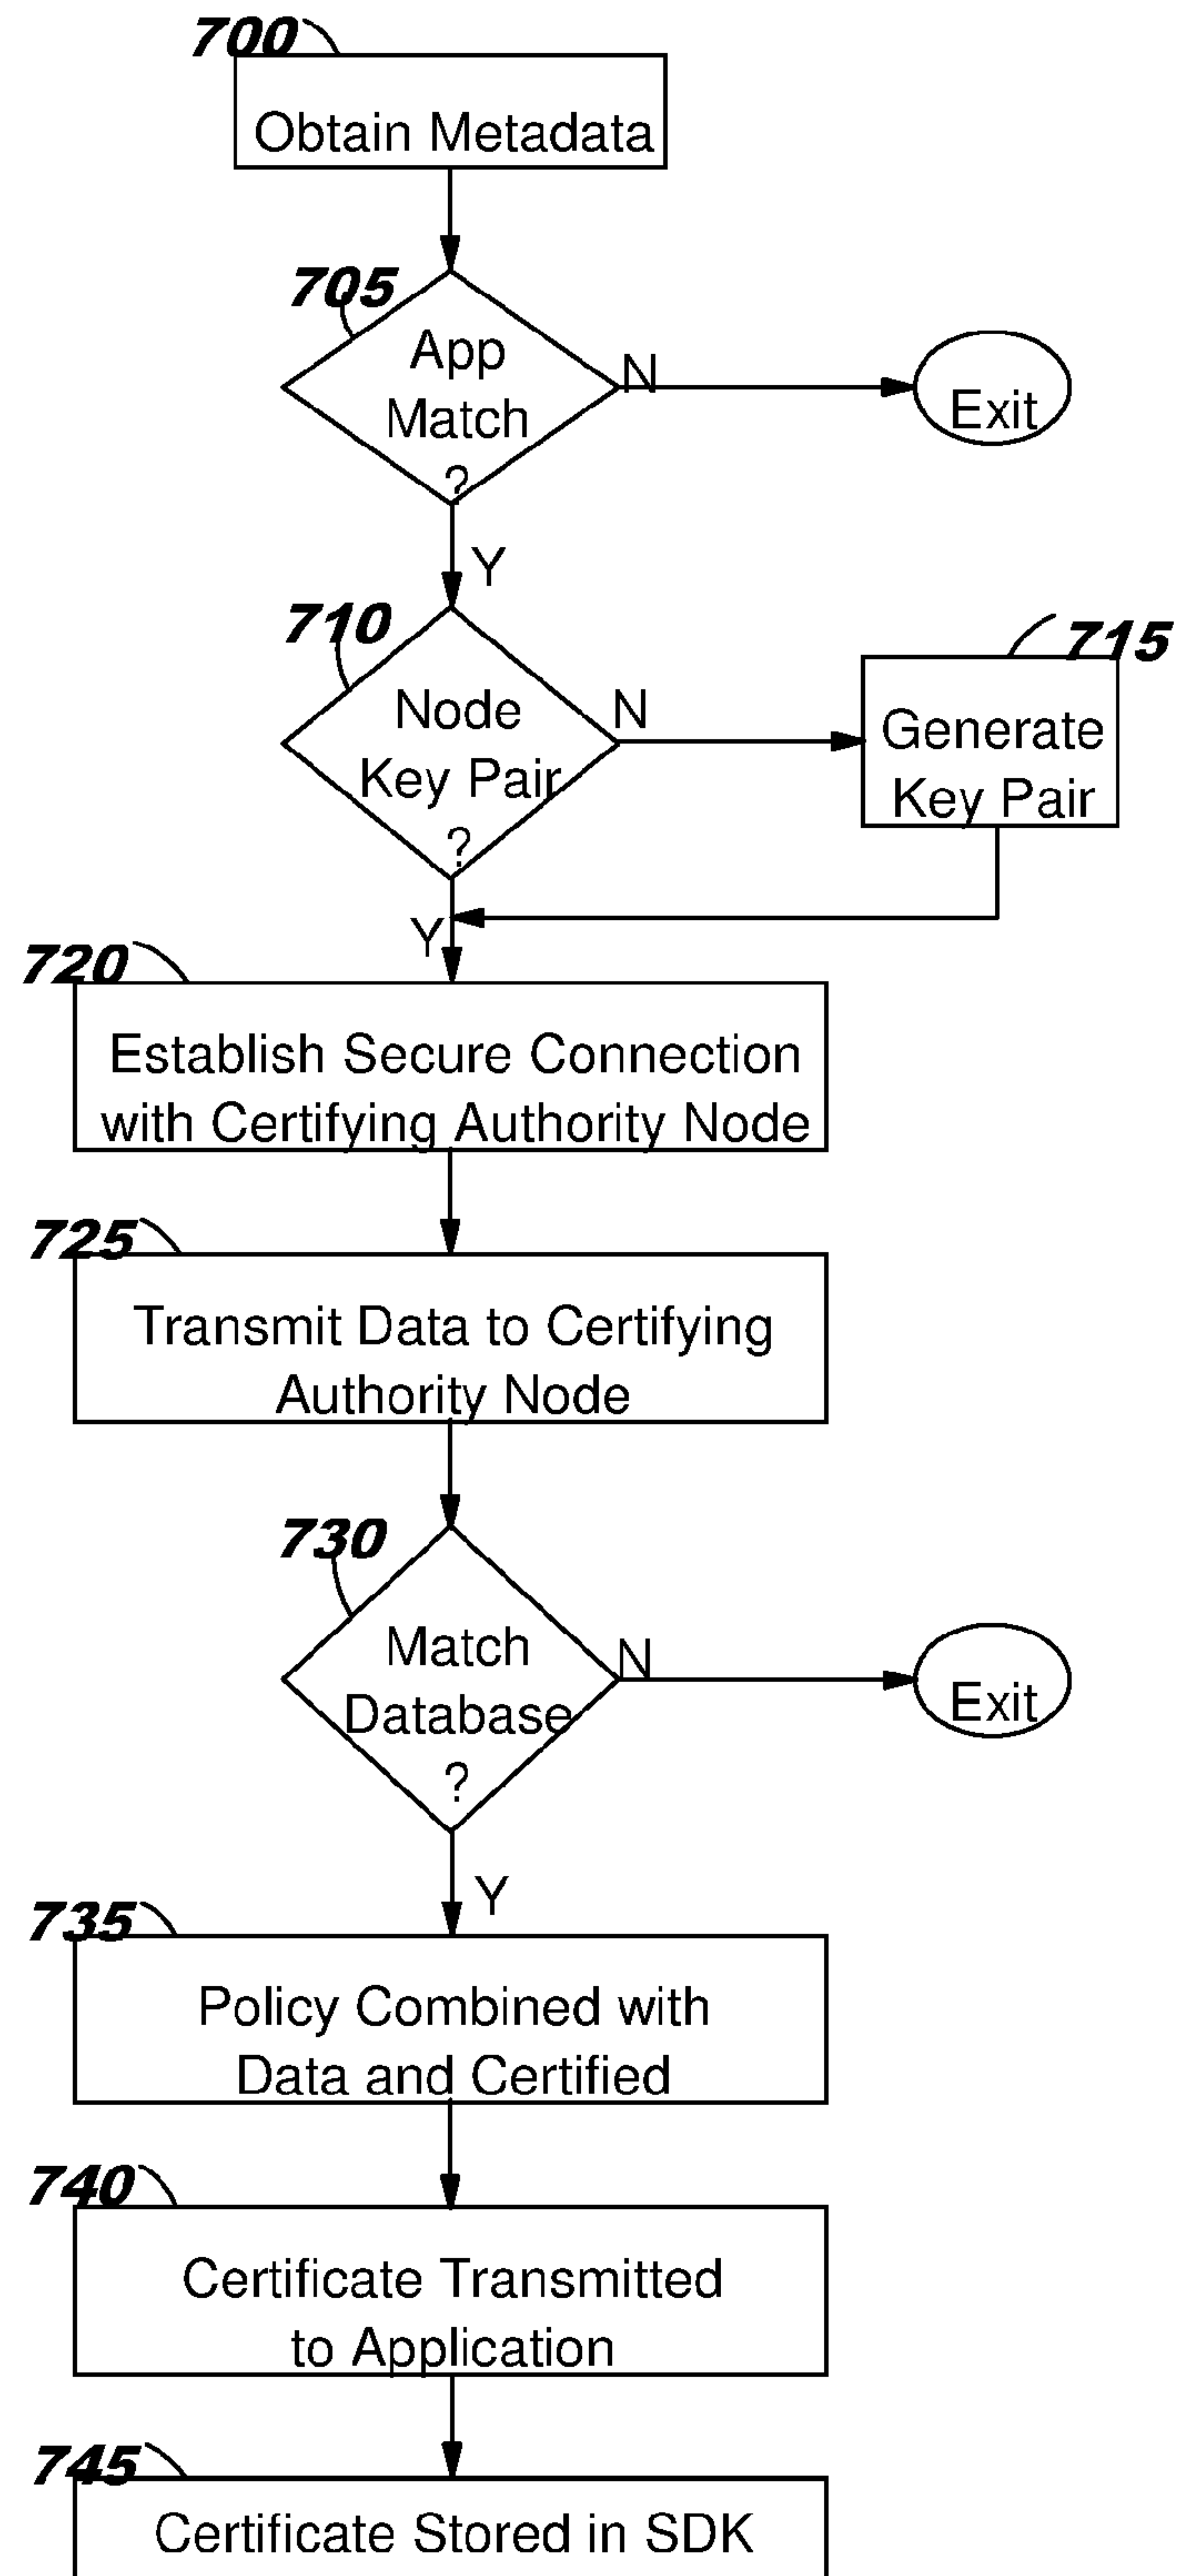 700
Obtain Metadata
705
App
Match
?
N
Exit
Y
710
Node
Key Pair
?
N
715
Generate
Key Pair
Y
720
Establish Secure Connection
with Certifying Authority Node
725
Transmit Data to Certifying
Authority Node
730
Match
Database
?
N
Exit
Y
735
Policy Combined with
Data and Certified
740
Certificate Transmitted
to Application
745
Certificate Stored in SDK